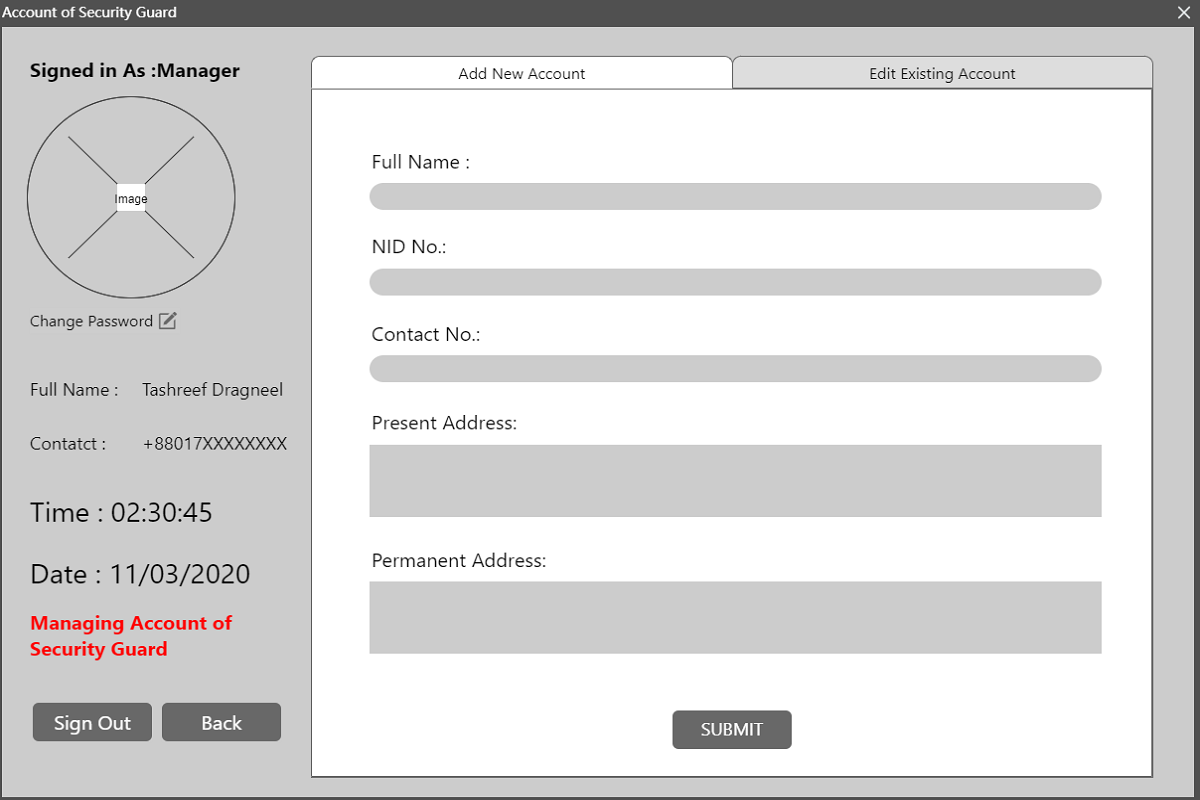 Account of Security Guard
Signed in As :Manager
Image
Change Password
Full Name : Tashreef Dragneel
Contatct : +88017XXXXXXXX
Time : 02:30:45
Date : 11/03/2020
Managing Account of
Security Guard
Sign Out Back
Add New Account Edit Existing Account
Full Name :
NID No.:
Contact No.:
Present Address:
Permanent Address:
SUBMIT